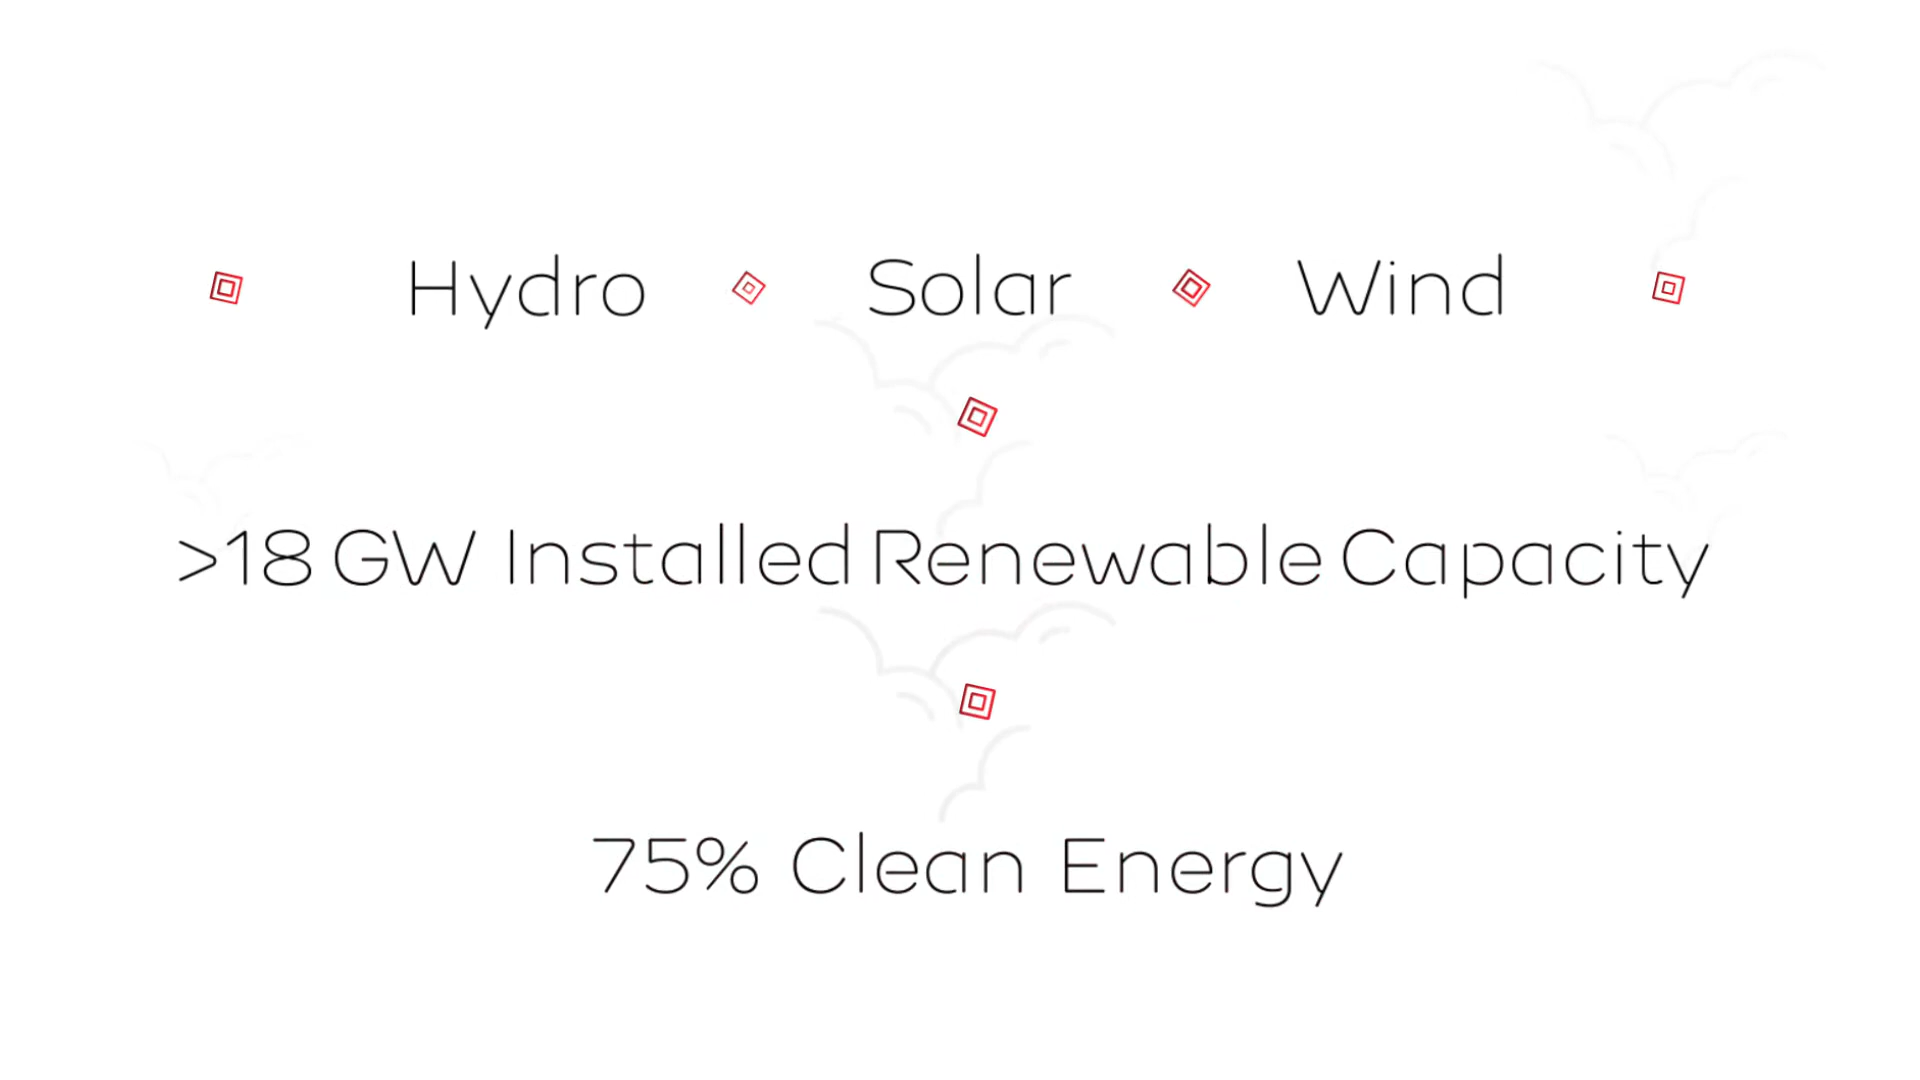 Hydro Solar Wind
>18 GW Installed Renewable Capacity
75% Clean Energy